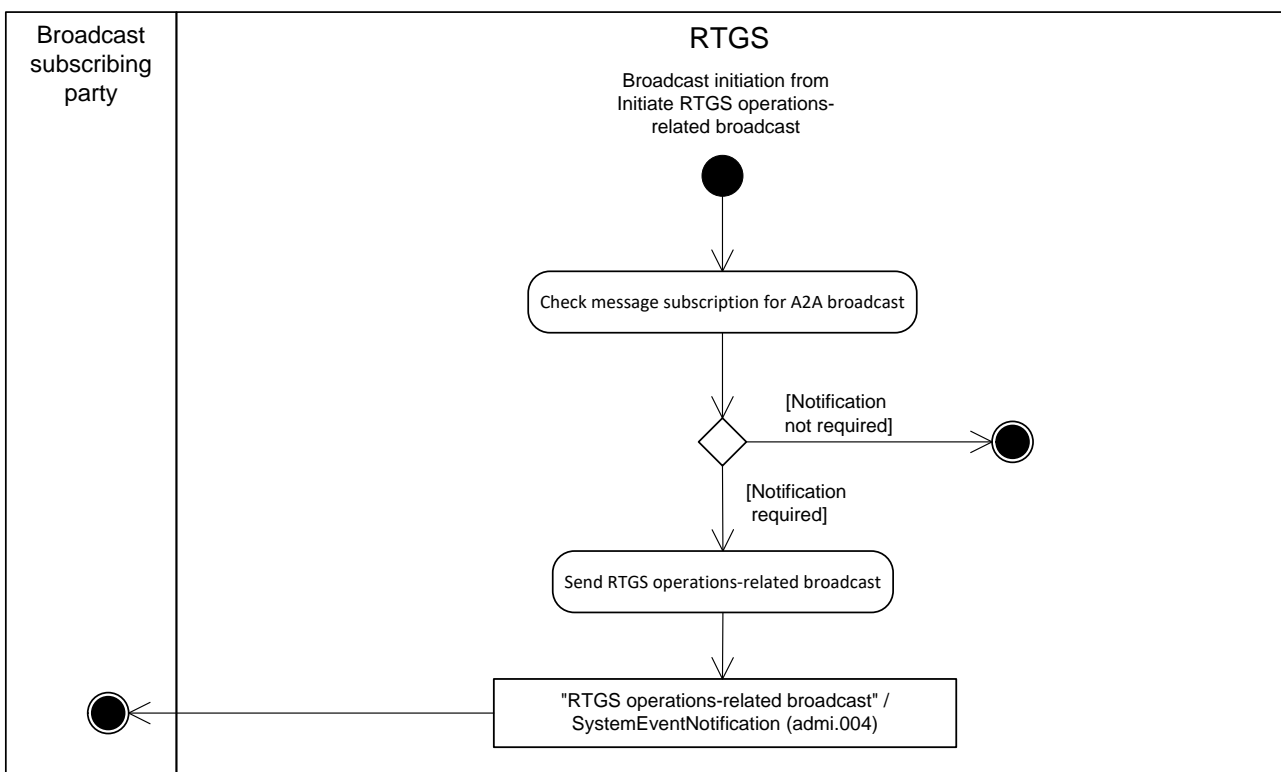 Broadcast
subscribing
party
RTGS
Broadcast initiation from
Initiate RTGS operations-
related broadcast
Check message subscription for A2A broadcast
[Notification
not required]
[Notification
required]
Send RTGS operations-related broadcast
"RTGS operations-related broadcast" /
SystemEventNotification (admi.004)